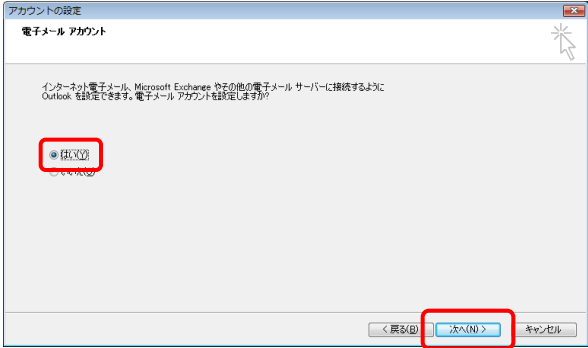 アカウントの設定
電子メール アカウント
インターネット電子メール、Microsoft Exchange やその他の電子メール サーバーに接続するように
Outlook を設定できます。電子メール アカウントを設定しますか?
はい(Y)
< 戻る(B)
次へ(N) >
キャンセル